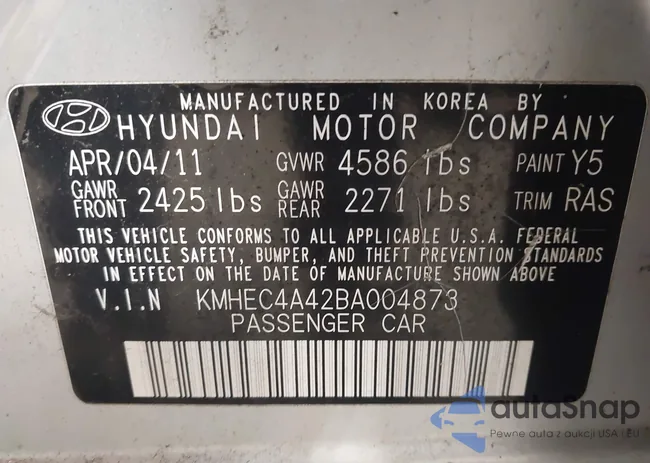 MANUFACTURED IN KOREA BY
HYUNDAI MOTOR COMPANY
APR/04/11 GVWR 4586 lbs PAINT Y5
GAWR FRONT 2425 lbs GAWR REAR 2271 lbs TRIM RAS
THIS VEHICLE CONFORMS TO ALL APPLICABLE U.S.A. FEDERAL
MOTOR VEHICLE SAFETY, BUMPER, AND THEFT PREVENTION STANDARDS
IN EFFECT ON THE DATE OF MANUFACTURE SHOWN ABOVE
V.I.N KMHEC4A42BA004873
PASSENGER CAR
autoSnap
Pewne auta z aukcji USA i EU